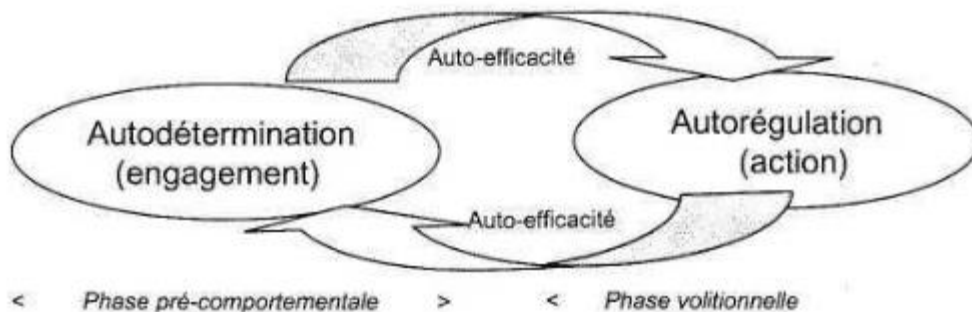 Auto-efficacité
Autodétermination
(engagement)
Autorégulation
(action)
Auto-efficacité
< Phase pré-comportementale > < Phase volitionnelle